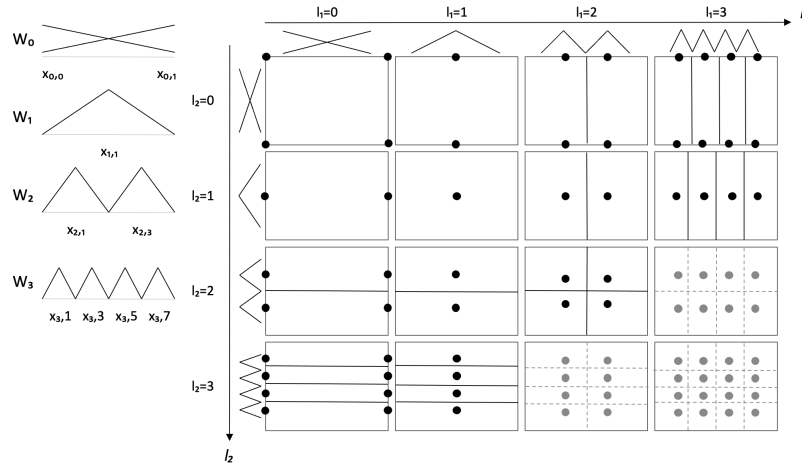 l₁=0 l₁=1 l₁=2 l₁=3
W₀
x₀,₀ x₀,₁
l₂=0
W₁
x₁,₁
W₂
l₂=1
x₂,₁ x₂,₃
W₃
l₂=2
x₃,1 x₃,3 x₃,5 x₃,7
l₂=3
l₂